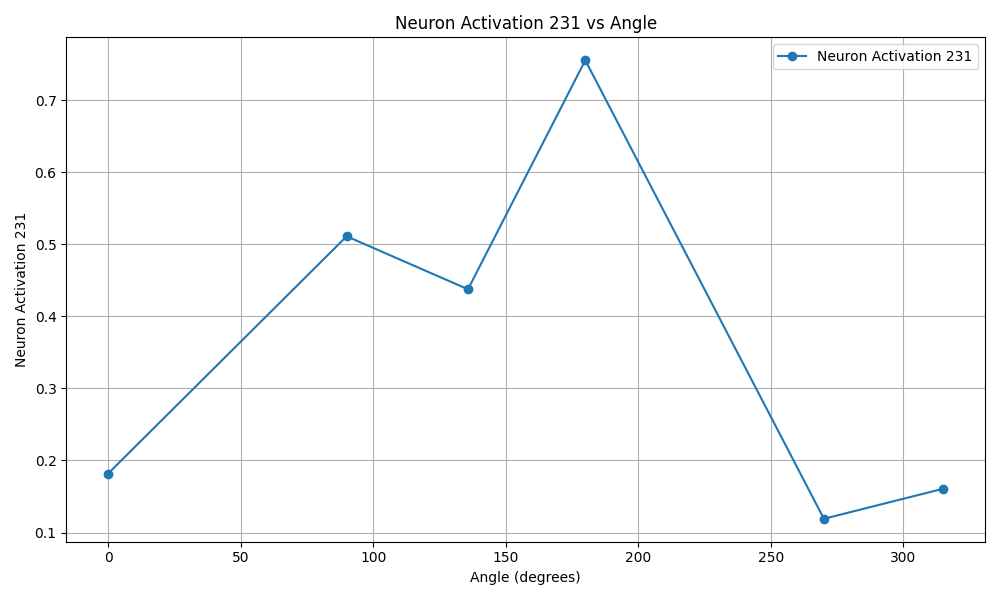 Neuron Activation 231 vs Angle
Neuron Activation 231
Neuron Activation 231
0.7
0.6
0.5
0.4
0.3
0.2
0.1
0 50 100 150 200 250 300
Angle (degrees)